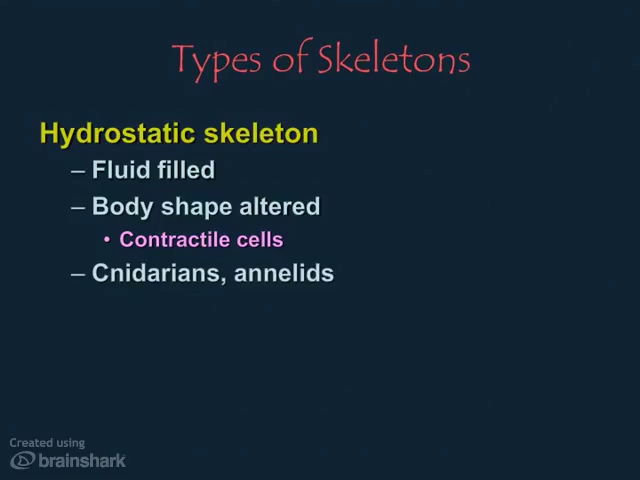 Types of Skeletons
Hydrostatic skeleton
– Fluid filled
– Body shape altered
• Contractile cells
– Cnidarians, annelids
Created using
brainshark